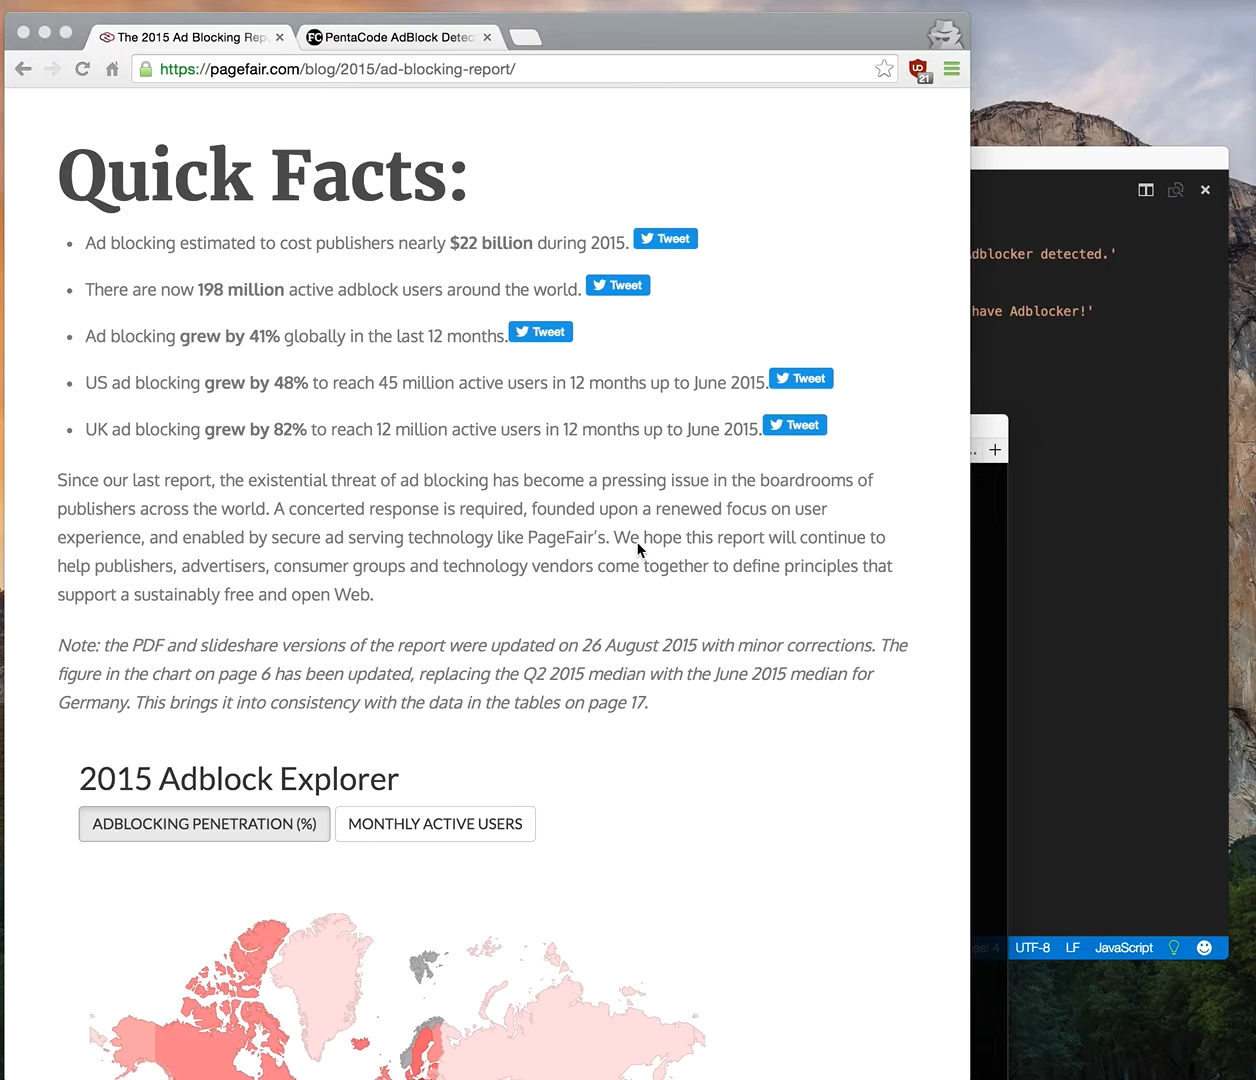 The 2015 Ad Blocking Rep
PentaCode AdBlock Detec
https://pagefair.com/blog/2015/ad-blocking-report/
21
Quick Facts:
Ad blocking estimated to cost publishers nearly $22 billion during 2015. Tweet
There are now 198 million active adblock users around the world. Tweet
Ad blocking grew by 41% globally in the last 12 months. Tweet
US ad blocking grew by 48% to reach 45 million active users in 12 months up to June 2015. Tweet
UK ad blocking grew by 82% to reach 12 million active users in 12 months up to June 2015. Tweet
Since our last report, the existential threat of ad blocking has become a pressing issue in the boardrooms of
publishers across the world. A concerted response is required, founded upon a renewed focus on user
experience, and enabled by secure ad serving technology like PageFair's. We hope this report will continue to
help publishers, advertisers, consumer groups and technology vendors come together to define principles that
support a sustainably free and open Web.
Note: the PDF and slideshare versions of the report were updated on 26 August 2015 with minor corrections. The
figure in the chart on page 6 has been updated, replacing the Q2 2015 median with the June 2015 median for
Germany. This brings it into consistency with the data in the tables on page 17.
2015 Adblock Explorer
ADBLOCKING PENETRATION (%) MONTHLY ACTIVE USERS
dblocker detected.'
have Adblocker!'
UTF-8 LF JavaScript